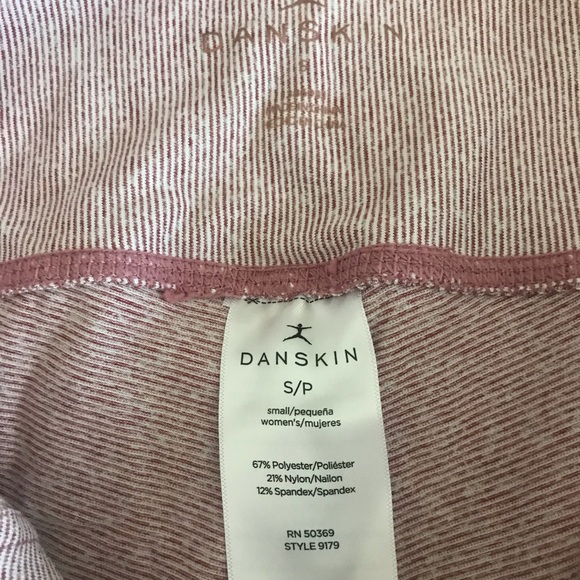 DANSKIN
S
DANSKIN
S/P
small/pequeña
women's/mujeres
67% Polyester/Poliéster
21% Nylon/Nailon
12% Spandex/Spandex
RN 50369
STYLE 9179